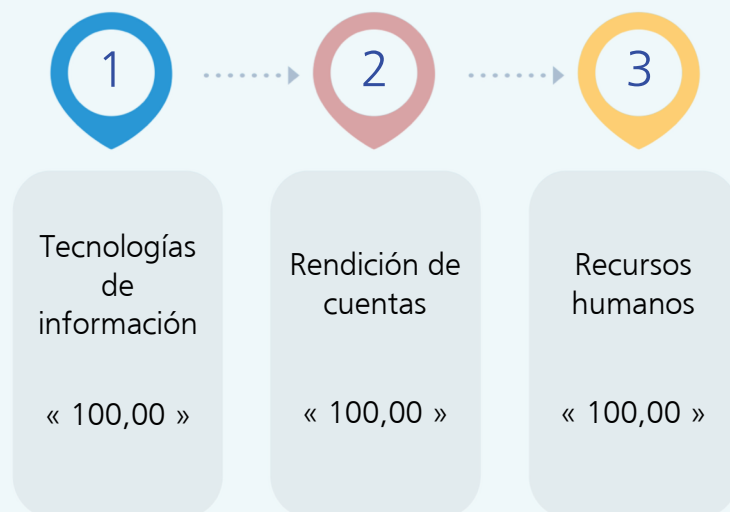 1
2
3
Tecnologías
de
información
« 100,00 »
Rendición de
cuentas
« 100,00 »
Recursos
humanos
« 100,00 »